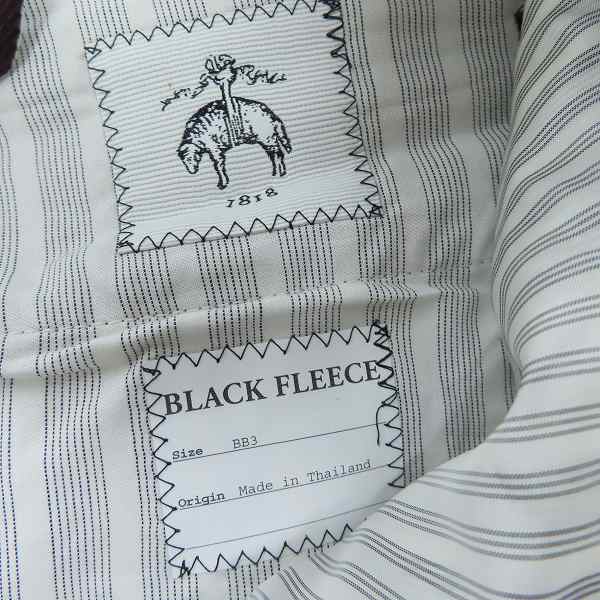 1818
BLACK FLEECE
Size BB3
Origin Made in Thailand